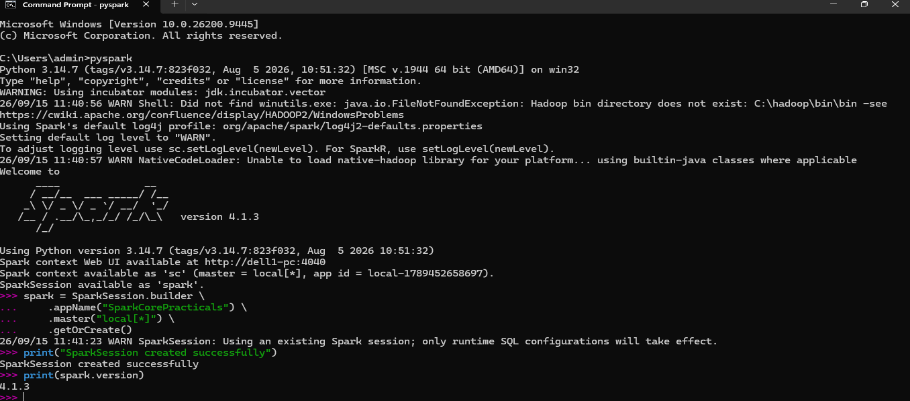 Command Prompt - pyspark
Microsoft Windows [Version 10.0.26200.9445]
(c) Microsoft Corporation. All rights reserved.
C:\Users\admin>pyspark
Python 3.14.7 (tags/v3.14.7:823f032, Aug  5 2026, 10:51:32) [MSC v.1944 64 bit (AMD64)] on win32
Type "help", "copyright", "credits" or "license" for more information.
WARNING: Using incubator modules: jdk.incubator.vector
26/09/15 11:40:56 WARN Shell: Did not find winutils.exe: java.io.FileNotFoundException: Hadoop bin directory does not exist: C:\hadoop\bin\bin -see
https://cwiki.apache.org/confluence/display/HADOOP2/WindowsProblems
Using Spark's default log4j profile: org/apache/spark/log4j2-defaults.properties
Setting default log level to "WARN".
To adjust logging level use sc.setLogLevel(newLevel). For SparkR, use setLogLevel(newLevel).
26/09/15 11:40:57 WARN NativeCodeLoader: Unable to load native-hadoop library for your platform... using builtin-java classes where applicable
Welcome to
      ____              __
     / __/__  ___ _____/ /__
    _\ \/ _ \/ _ `/ __/  '_/
   /__ / .__/\_,_/_/ /_/\_\   version 4.1.3
      /_/
Using Python version 3.14.7 (tags/v3.14.7:823f032, Aug  5 2026 10:51:32)
Spark context Web UI available at http://dell1-pc:4040
Spark context available as 'sc' (master = local[*], app id = local-1789452658697).
SparkSession available as 'spark'.
>>> spark = SparkSession.builder \
...     .appName("SparkCorePracticals") \
...     .master("local[*]") \
...     .getOrCreate()
26/09/15 11:41:23 WARN SparkSession: Using an existing Spark session; only runtime SQL configurations will take effect.
>>> print("SparkSession created successfully")
SparkSession created successfully
>>> print(spark.version)
4.1.3
>>>